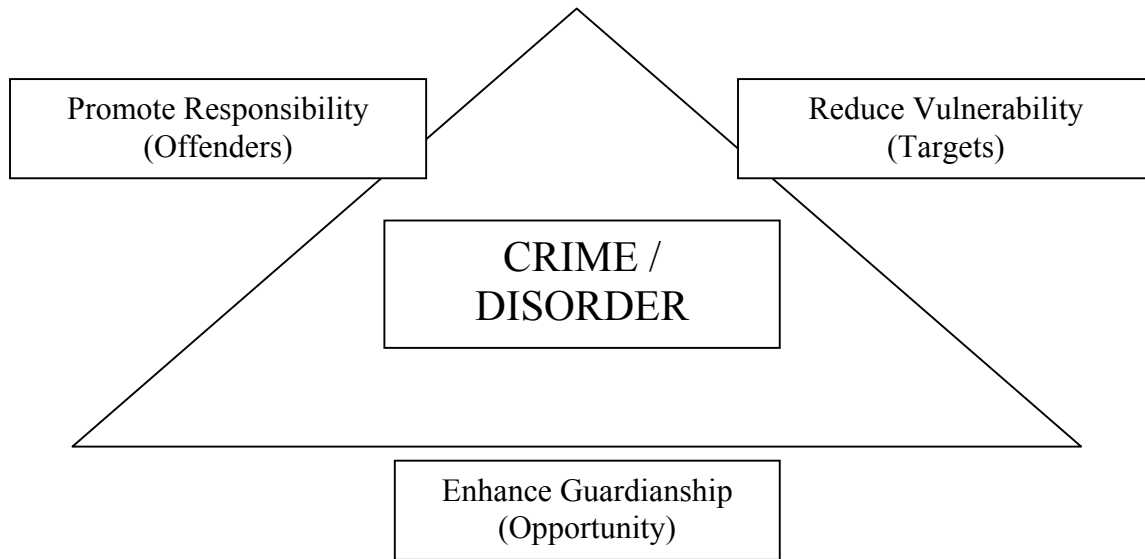 Promote Responsibility
(Offenders)
Reduce Vulnerability
(Targets)
CRIME /
DISORDER
Enhance Guardianship
(Opportunity)